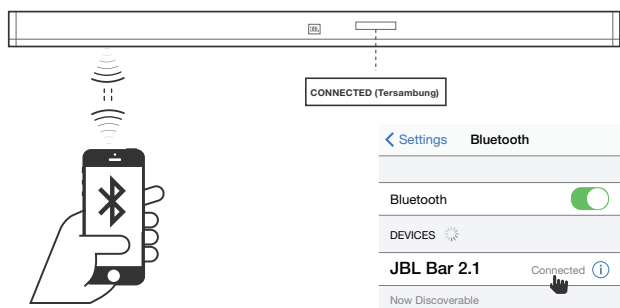 JBL
CONNECTED (Tersambung)
Settings Bluetooth
Bluetooth
DEVICES
JBL Bar 2.1 Connected
Now Discoverable